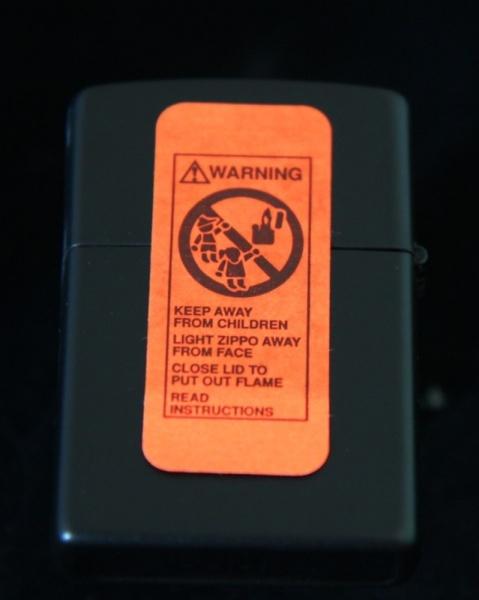 WARNING
KEEP AWAY
FROM CHILDREN
LIGHT ZIPPO AWAY
FROM FACE
CLOSE LID TO
PUT OUT FLAME
READ
INSTRUCTIONS